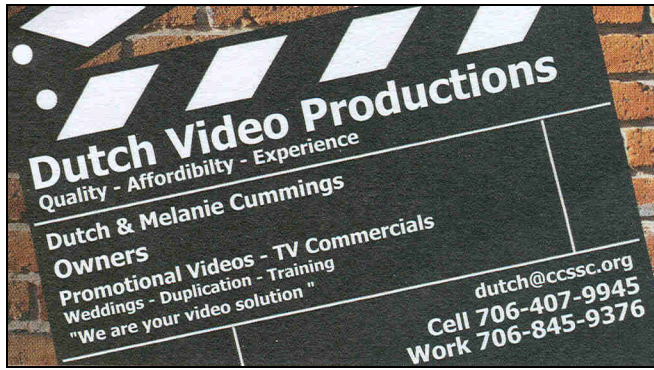 Dutch Video Productions
Quality - Affordibilty - Experience
Dutch & Melanie Cummings
Owners
Promotional Videos - TV Commercials
Weddings - Duplication - Training
"We are your video solution "
dutch@ccssc.org
Cell 706-407-9945
Work 706-845-9376